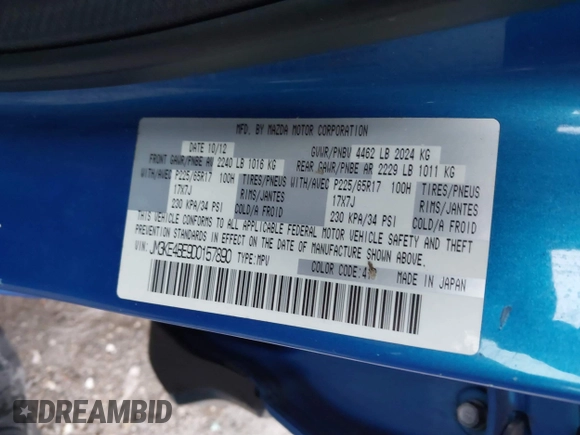 MFD. BY MAZDA MOTOR CORPORATION
DATE 10/12 GVWR/PNBV 4462 LB 2024 KG
FRONT GAWR/PNBE AV 2240 LB 1016 KG REAR GAWR/PNBE AR 2229 LB 1011 KG
WITH/AVEC P225/65R17 100H TIRES/PNEUS WITH/AVEC P225/65R17 100H TIRES/PNEUS
17X7J RIMS/JANTES 17X7J RIMS/JANTES
230 KPA/34 PSI COLD/A FROID 230 KPA/34 PSI COLD/A FROID
THIS VEHICLE CONFORMS TO ALL APPLICABLE FEDERAL MOTOR VEHICLE SAFETY AND THEFT
PREVENTION STANDARDS IN EFFECT ON THE DATE OF MANUFACTURE SHOWN ABOVE.
VIN: TYPE:MPV
COLOR CODE:4 MADE IN JAPAN
DREAMBID